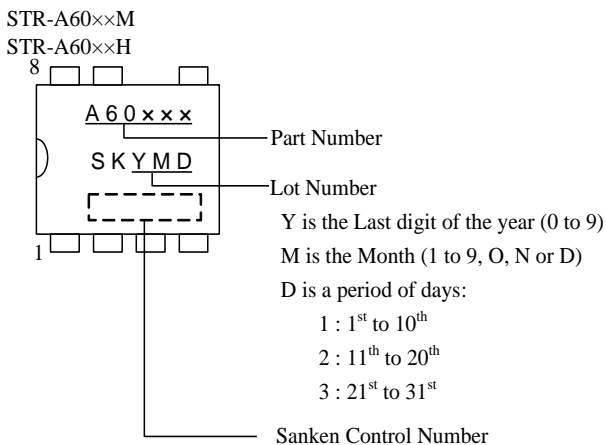 STR-A60××M
STR-A60××H
8
A60×××
Part Number
SKYMD
Lot Number
Y is the Last digit of the year (0 to 9)
M is the Month (1 to 9, O, N or D)
1
D is a period of days:
1 : 1st to 10th
2 : 11th to 20th
3 : 21st to 31st
Sanken Control Number